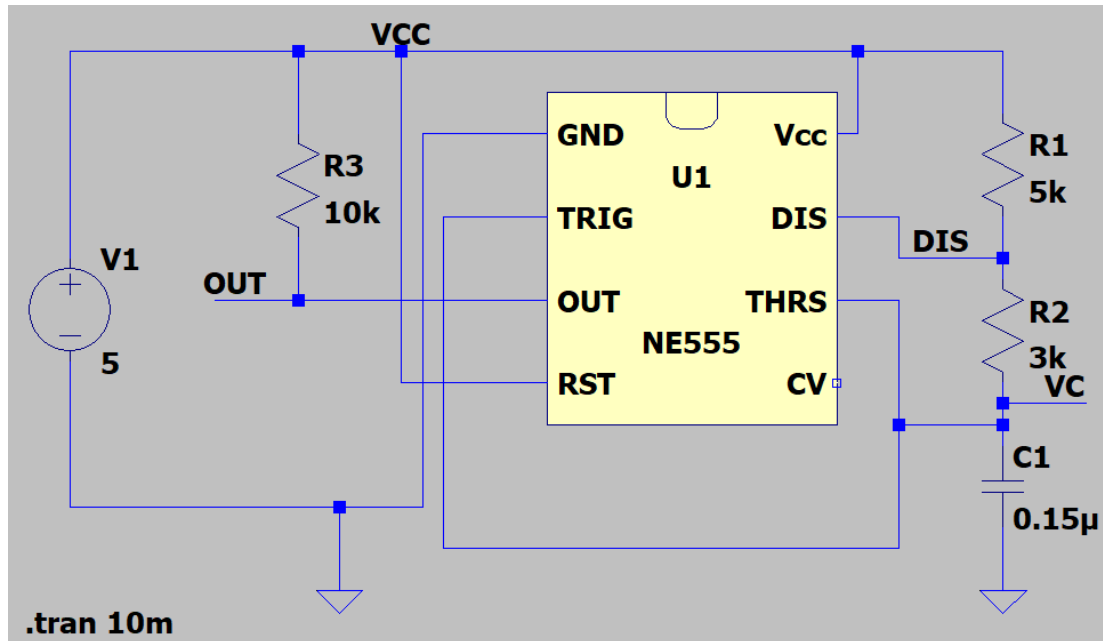 VCC
GND
Vcc
R1
U1
5k
R3
10k
TRIG
DIS
DIS
V1
OUT
OUT
THRS
R2
NE555
3k
5
RST
CV
VC
C1
0.15µ
.tran 10m